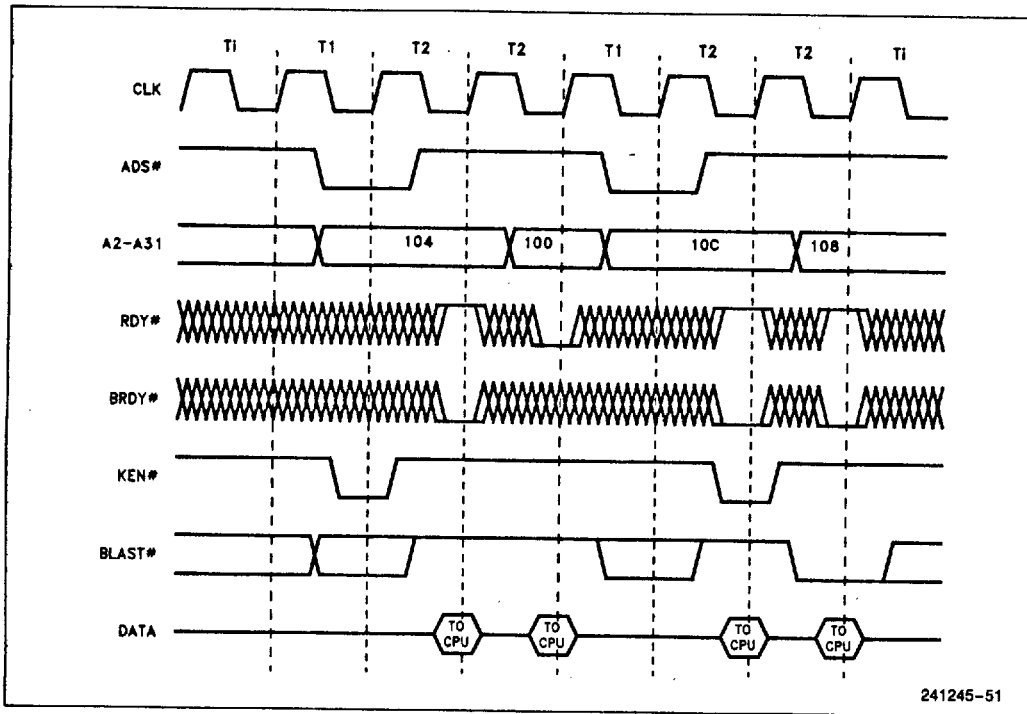 Ti T1 T2 T2 T1 T2 T2 Ti
CLK
ADS#
A2-A31 104 100 10C 108
RDY#
BRDY#
KEN#
BLAST#
DATA TO CPU TO CPU TO CPU TO CPU
241245-51